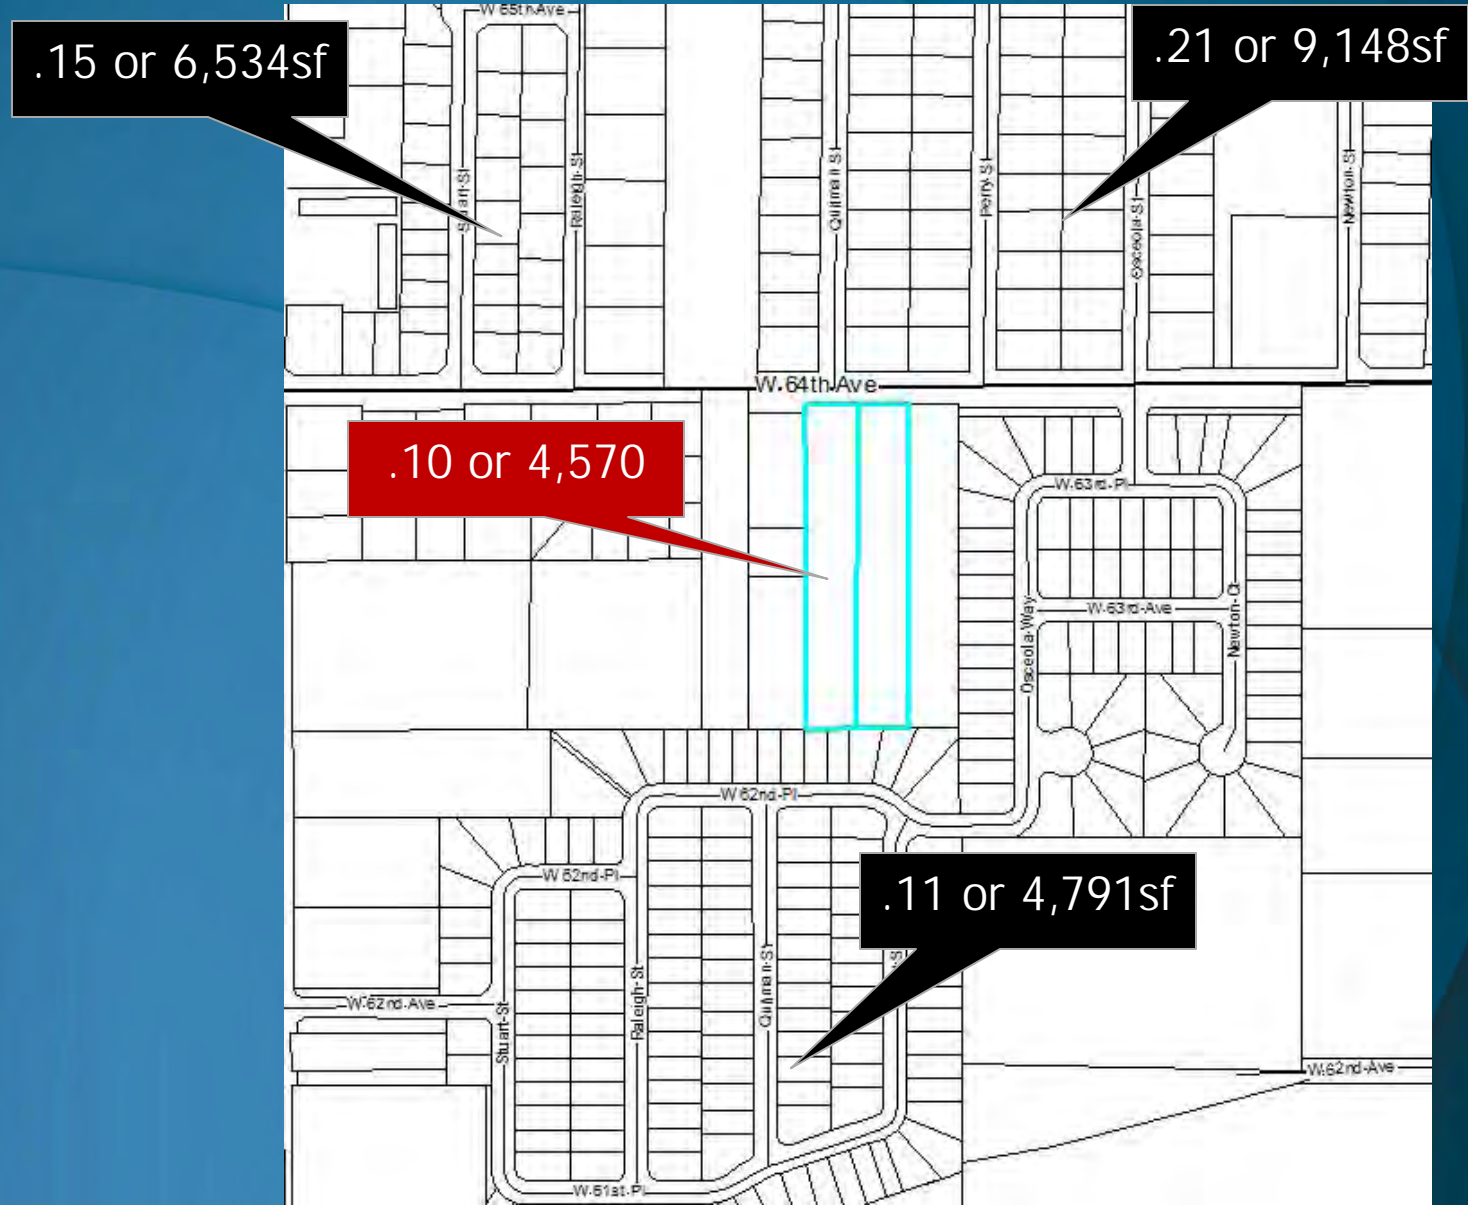 W 65th Ave
.15 or 6,534sf
.21 or 9,148sf
Stuart St
Raleigh St
Quitman St
Perry St
Osceola St
Newton St
W. 64th Ave
.10 or 4,570
W 63rd Pl
W 63rd Ave
Osceola Way
Newton Ct
W 62nd Pl
W 62nd Pl
.11 or 4,791sf
W 62nd Ave
Stuart St
Raleigh St
Quitman St
St
W 62nd Ave
W 61st Pl